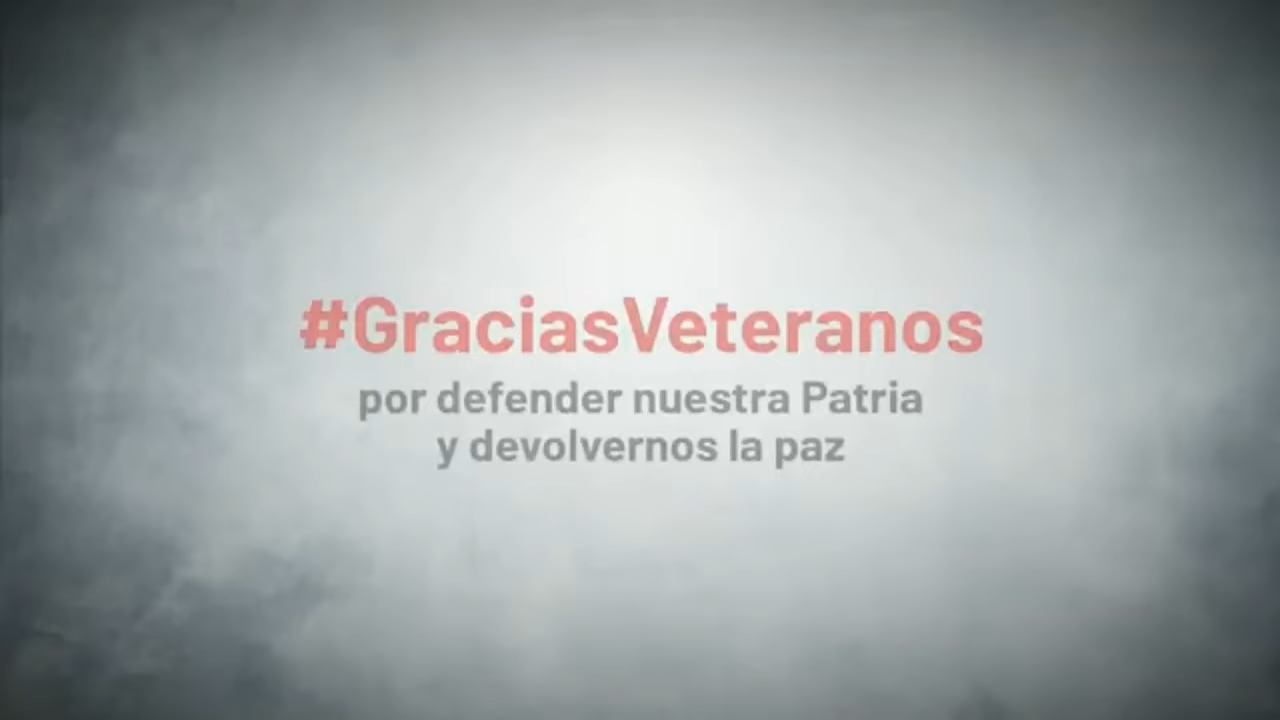 #GraciasVeteranos
por defender nuestra Patria
y devolvernos la paz